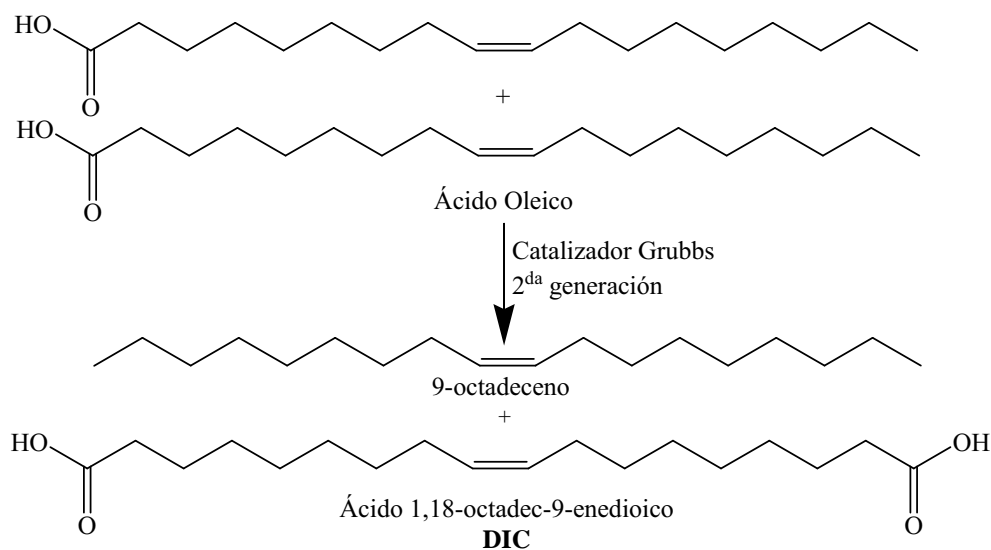 HO
O
+
HO
O
Ácido Oleico
Catalizador Grubbs
2da generación
9-octadeceno
+
HO
OH
O
O
Ácido 1,18-octadec-9-enedioico
DIC